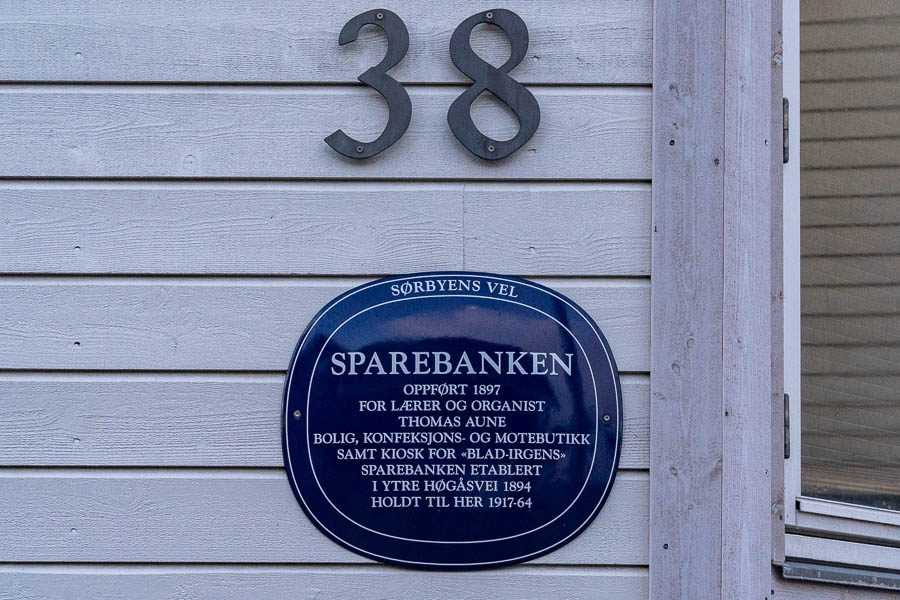 38
SØRBYENS VEL
SPAREBANKEN
OPPFØRT 1897
FOR LÆRER OG ORGANIST
THOMAS AUNE
BOLIG, KONFEKSJONS- OG MOTEBUTIKK
SAMT KIOSK FOR «BLAD-IRGENS»
SPAREBANKEN ETABLERT
I YTRE HØGÅSVEI 1894
HOLDT TIL HER 1917-64